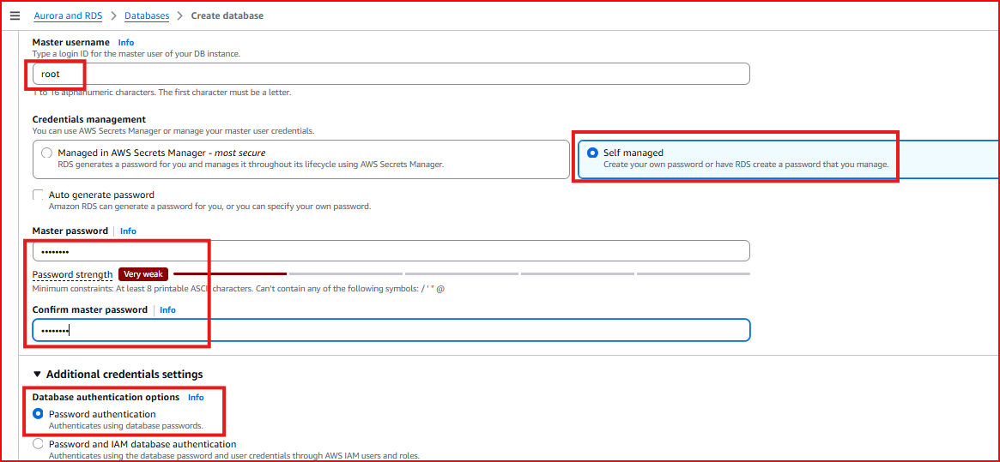 Aurora and RDS > Databases > Create database
Master username Info
Type a login ID for the master user of your DB instance.
root
1 to 16 alphanumeric characters. The first character must be a letter.
Credentials management
You can use AWS Secrets Manager or manage your master user credentials.
Managed in AWS Secrets Manager - most secure
RDS generates a password for you and manages it throughout its lifecycle using AWS Secrets Manager.
Self managed
Create your own password or have RDS create a password that you manage.
Auto generate password
Amazon RDS can generate a password for you, or you can specify your own password.
Master password Info
••••••••
Password strength Very weak
Minimum constraints: At least 8 printable ASCII characters. Can't contain any of the following symbols: / ' " @
Confirm master password Info
••••••••
Additional credentials settings
Database authentication options Info
Password authentication
Authenticates using database passwords.
Password and IAM database authentication
Authenticates using the database password and user credentials through AWS IAM users and roles.